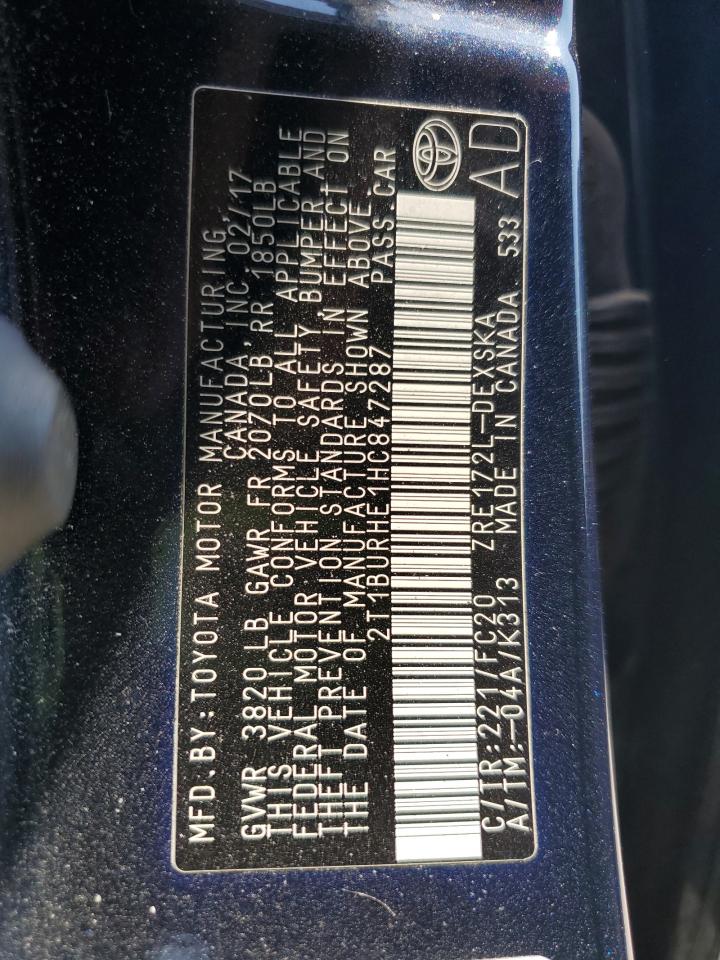 MFD.BY:TOYOTA MOTOR MANUFACTURING
CANADA,INC 02/17
GVWR 3820 LB GAWR FR 2070LB RR 1850LB
THIS VEHICLE CONFORMS TO ALL APPLICABLE
FEDERAL MOTOR VEHICLE SAFETY, BUMPER,AND
THEFT PREVENTION STANDARDS IN EFFECT ON
THE DATE OF MANUFACTURE SHOWN ABOVE.
2T1BURHE1HC847287 PASS.CAR
C/TR:221/FC20 ZRE172L-DEXSKA
A/TM:-04A/K313 MADE IN CANADA 533
AD